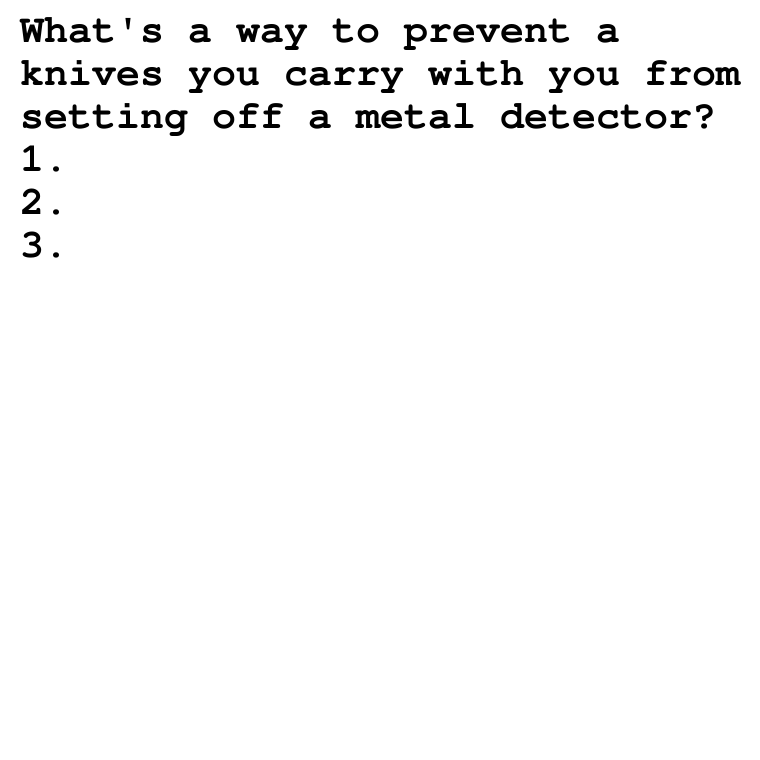 What's a way to prevent a
knives you carry with you from
setting off a metal detector?
1.
2.
3.